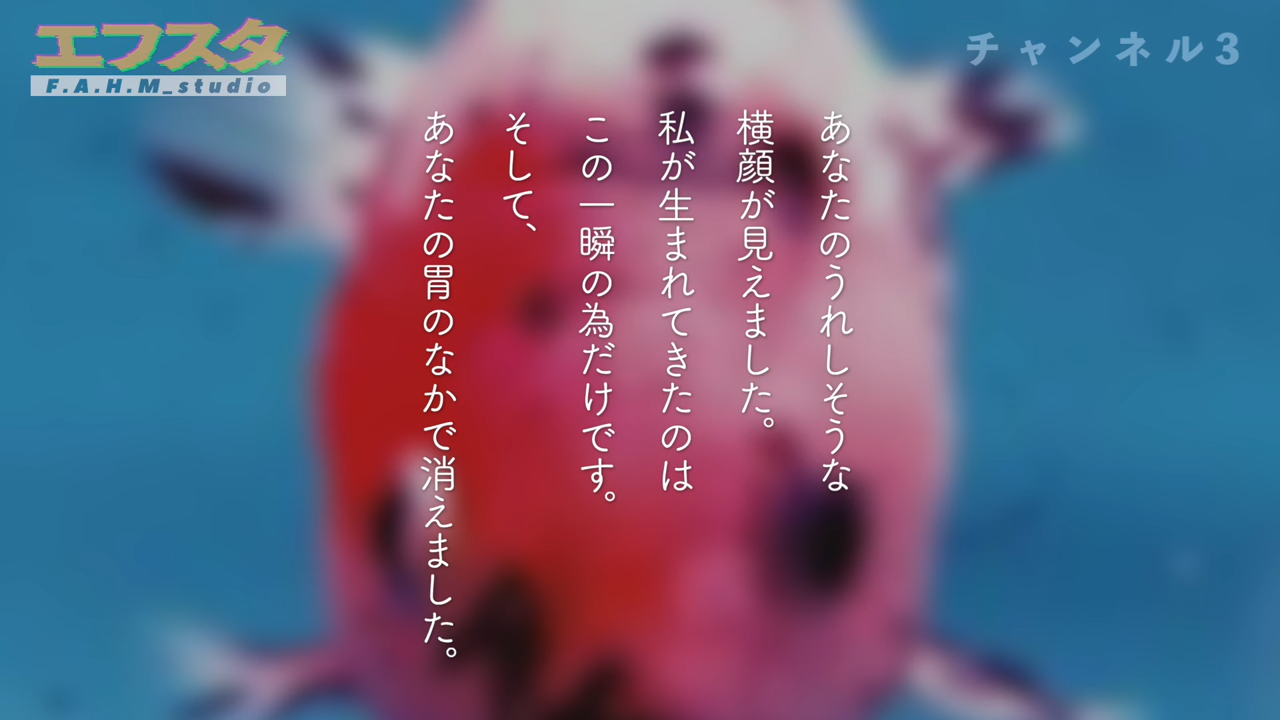 エフスタ
F.A.H.M_studio
チャンネル3
あなたのうれしそうな
横顔が見えました。
私が生まれてきたのは
この一瞬の為だけです。
そして、
あなたの胃のなかで消えました。